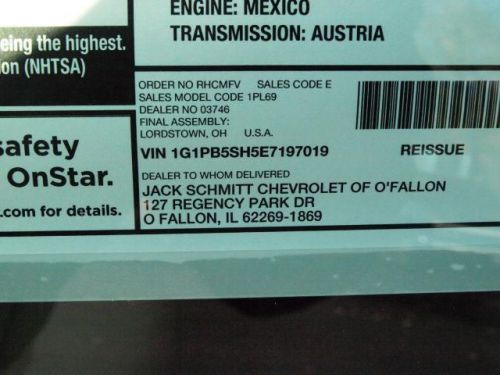 ENGINE: MEXICO
TRANSMISSION: AUSTRIA
being the highest.
ion (NHTSA)
safety
OnStar.
.com for details.
ORDER NO RHCMFV SALES CODE E
SALES MODEL CODE 1PL69
DEALER NO 03746
FINAL ASSEMBLY:
LORDSTOWN, OH U.S.A.
VIN 1G1PB5SH5E7197019
REISSUE
DEALER TO WHOM DELIVERED
JACK SCHMITT CHEVROLET OF O'FALLON
127 REGENCY PARK DR
O FALLON, IL 62269-1869